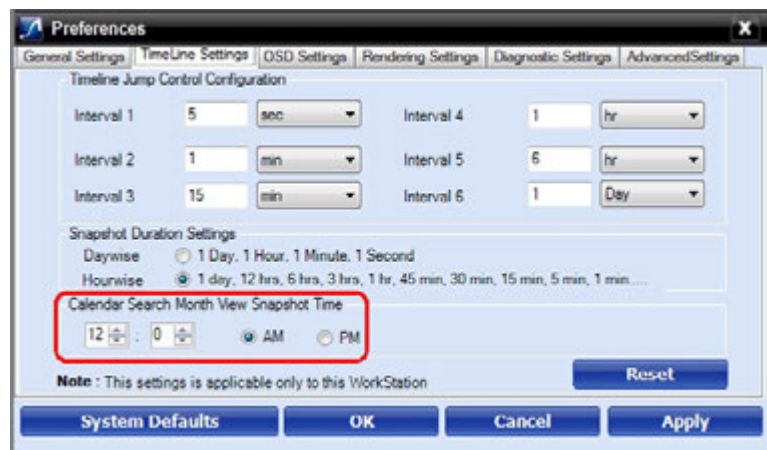 Preferences X
General Settings TimeLine Settings OSD Settings Rendering Settings Diagnostic Settings AdvancedSettings
Timeline Jump Control Configuration
Interval 1 5 sec Interval 4 1 hr
Interval 2 1 min Interval 5 6 hr
Interval 3 15 min Interval 6 1 Day
Snapshot Duration Settings
Daywise 1 Day, 1 Hour, 1 Minute, 1 Second
Hourwise 1 day, 12 hrs, 6 hrs, 3 hrs, 1 hr, 45 min, 30 min, 15 min, 5 min, 1 min.....
Calendar Search Month View Snapshot Time
12 : 0 AM PM
Note : This settings is applicable only to this WorkStation
Reset
System Defaults OK Cancel Apply